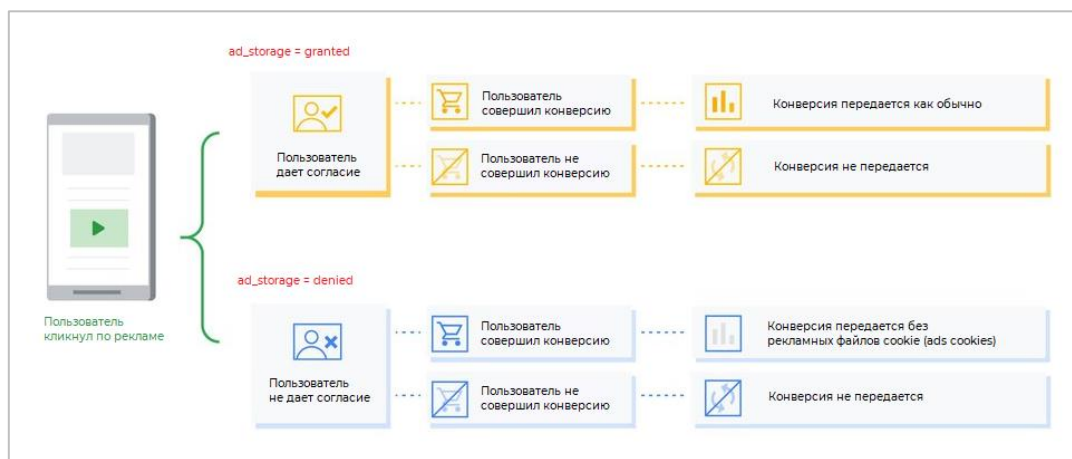 ad_storage = granted
Пользователь
дает согласие
Пользователь
совершил конверсию
Конверсия передается как обычно
Пользователь не
совершил конверсию
Конверсия не передается
Пользователь
кликнул по рекламе
ad_storage = denied
Пользователь
не дает согласие
Пользователь
совершил конверсию
Конверсия передается без
рекламных файлов cookie (ads cookies)
Пользователь не
совершил конверсию
Конверсия не передается